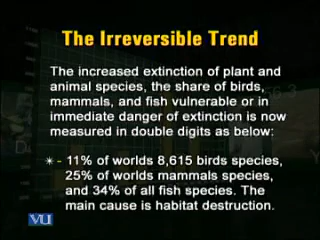 The Irreversible Trend
The increased extinction of plant and
animal species, the share of birds,
mammals, and fish vulnerable or in
immediate danger of extinction is now
measured in double digits as below:
✶ - 11% of worlds 8,615 birds species,
25% of worlds mammals species,
and 34% of all fish species. The
main cause is habitat destruction.
VU